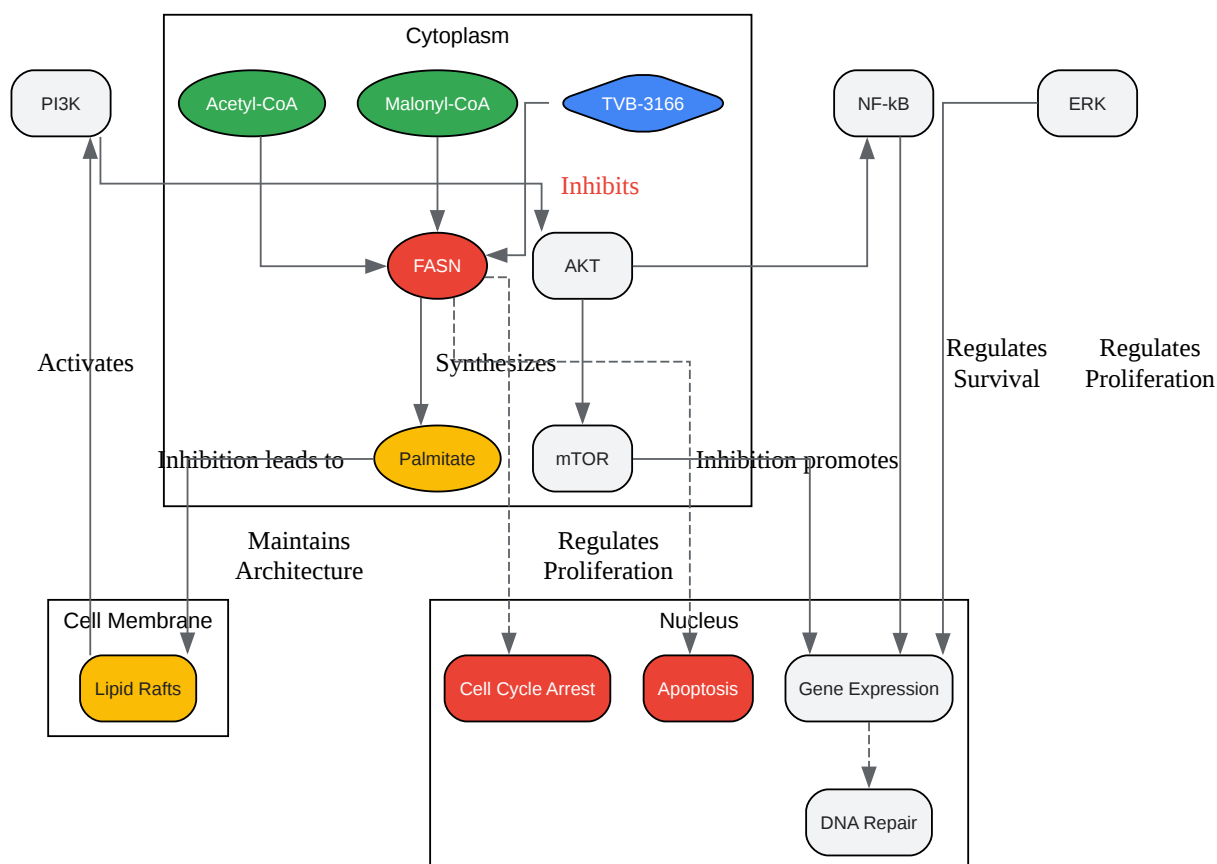 Cytoplasm
PI3K
Acetyl-CoA
Malonyl-CoA
TVB-3166
NF-kB
ERK
Inhibits
FASN
AKT
Activates
Synthesizes
Regulates
Survival
Regulates
Proliferation
Inhibition leads to
Palmitate
mTOR
Inhibition promotes
Maintains
Architecture
Regulates
Proliferation
Cell Membrane
Nucleus
Lipid Rafts
Cell Cycle Arrest
Apoptosis
Gene Expression
DNA Repair